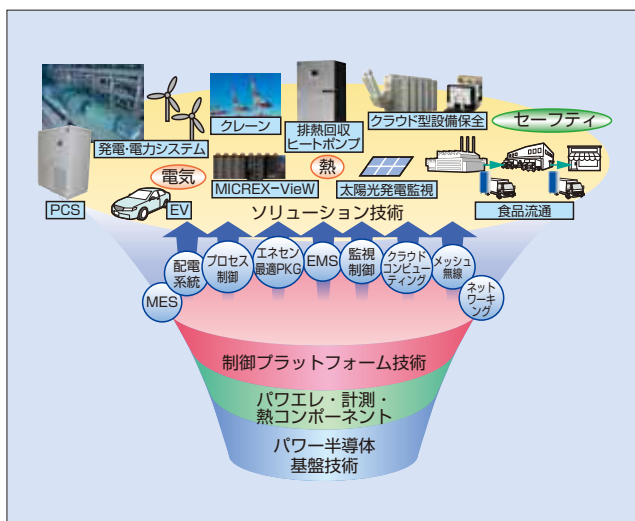 発電・電力システム
クレーン
排熱回収
ヒートポンプ
クラウド型設備保全
セーフティ
PCS
電気
EV
MICREX-VieW
熱
太陽光発電監視
食品流通
ソリューション技術
MES
配電
系統
プロセス
制御
エネセン
最適PKG
EMS
監視
制御
クラウド
コンピュー
ティング
メッシュ
無線
ネット
ワーキ
ング
制御プラットフォーム技術
パワエレ・計測・
熱コンポーネント
パワー半導体
基盤技術